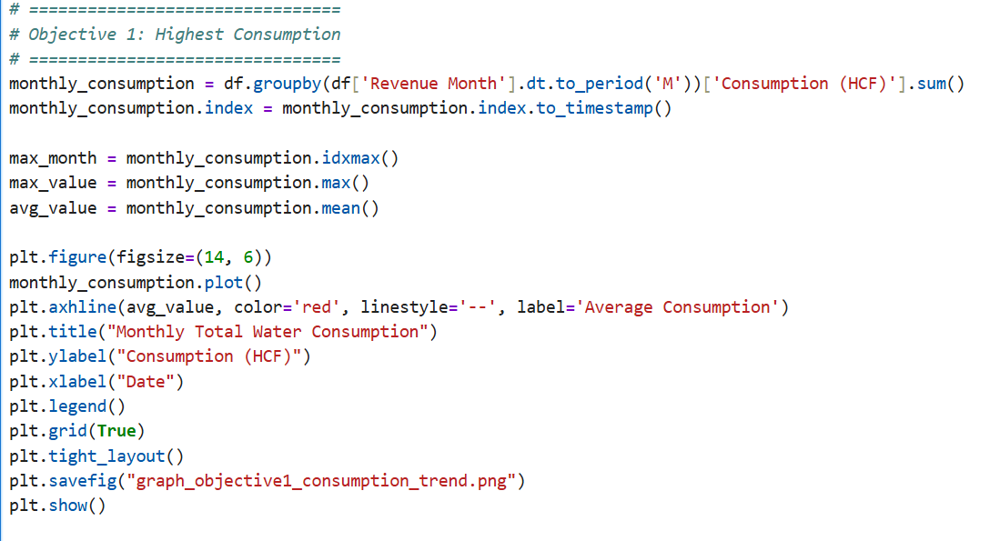 # ================================
# Objective 1: Highest Consumption
# ================================
monthly_consumption = df.groupby(df['Revenue Month'].dt.to_period('M'))['Consumption (HCF)'].sum()
monthly_consumption.index = monthly_consumption.index.to_timestamp()
max_month = monthly_consumption.idxmax()
max_value = monthly_consumption.max()
avg_value = monthly_consumption.mean()
plt.figure(figsize=(14, 6))
monthly_consumption.plot()
plt.axhline(avg_value, color='red', linestyle='--', label='Average Consumption')
plt.title("Monthly Total Water Consumption")
plt.ylabel("Consumption (HCF)")
plt.xlabel("Date")
plt.legend()
plt.grid(True)
plt.tight_layout()
plt.savefig("graph_objective1_consumption_trend.png")
plt.show()